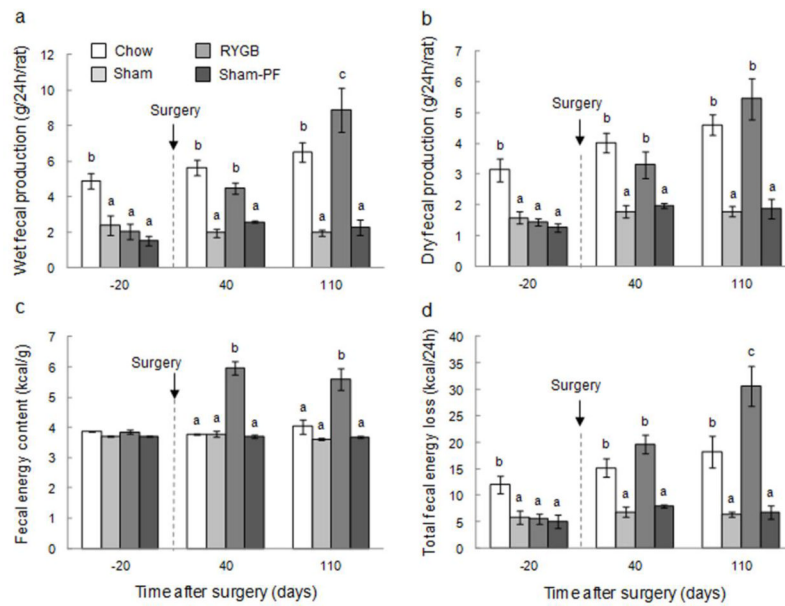 a
Wet fecal production (g/24h/rat)
12
10
8
6
4
2
0
Chow
RYGB
Sham
Sham-PF
Surgery
b
a
a
a
b
a
b
a
b
a
c
a
-20
40
110
b
Dry fecal production (g/24h/rat)
7
6
5
4
3
2
1
0
Surgery
b
a
a
a
b
a
b
a
b
a
b
a
-20
40
110
c
Fecal energy content (kcal/g)
7
6
5
4
3
2
1
0
Surgery
a
a
b
a
a
a
b
a
-20
40
110
Time after surgery (days)
d
Total fecal energy loss (kcal/24h)
40
35
30
25
20
15
10
5
0
Surgery
b
a
a
a
b
a
b
a
b
a
c
a
-20
40
110
Time after surgery (days)